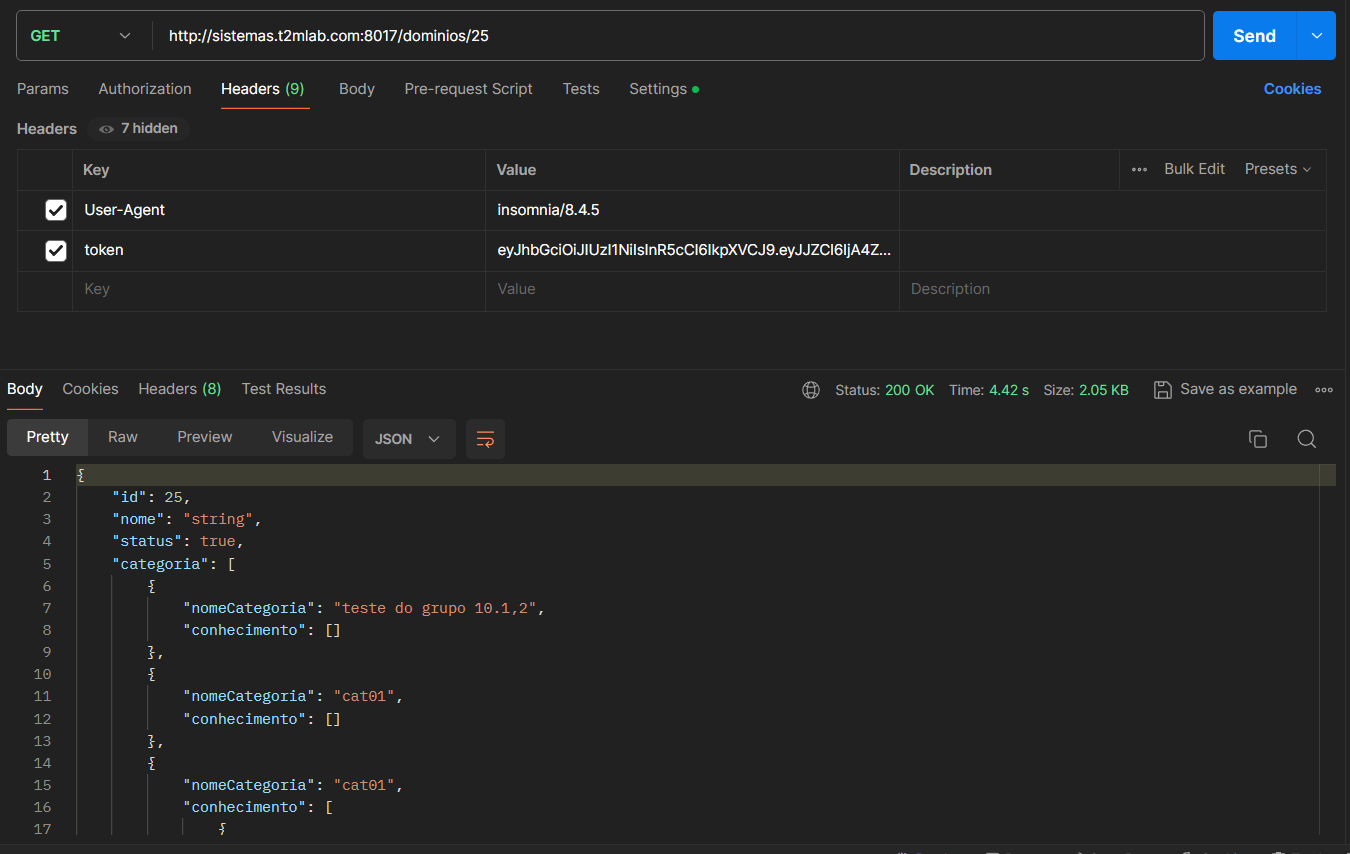 GET http://sistemas.t2mlab.com:8017/dominios/25 Send
Params Authorization Headers (9) Body Pre-request Script Tests Settings Cookies
Headers 7 hidden
Key Value Description Bulk Edit Presets
User-Agent insomnia/8.4.5
token eyJhbGciOiJIUzI1NiIsInR5cCI6IkpXVCJ9.eyJJZCI6IjA4Z...
Key Value Description
Body Cookies Headers (8) Test Results Status: 200 OK Time: 4.42 s Size: 2.05 KB Save as example
Pretty Raw Preview Visualize JSON
1 {
2 "id": 25,
3 "nome": "string",
4 "status": true,
5 "categoria": [
6 {
7 "nomeCategoria": "teste do grupo 10.1,2",
8 "conhecimento": []
9 },
10 {
11 "nomeCategoria": "cat01",
12 "conhecimento": []
13 },
14 {
15 "nomeCategoria": "cat01",
16 "conhecimento": [
17 {